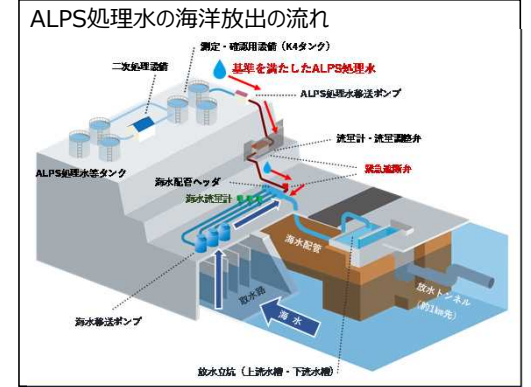 ALPS処理水の海洋放出の流れ
測定・確認用設備（K4タンク）
二次処理設備
基準を満たしたALPS処理水
ALPS処理水移送ポンプ
流量計・流量調整弁
ALPS処理水等タンク
緊急遮断弁
海水配管ヘッダ
海水流量計
海水配管
放水トンネル
（約1km先）
取水路
海水
海水移送ポンプ
放水立坑（上流水槽・下流水槽）